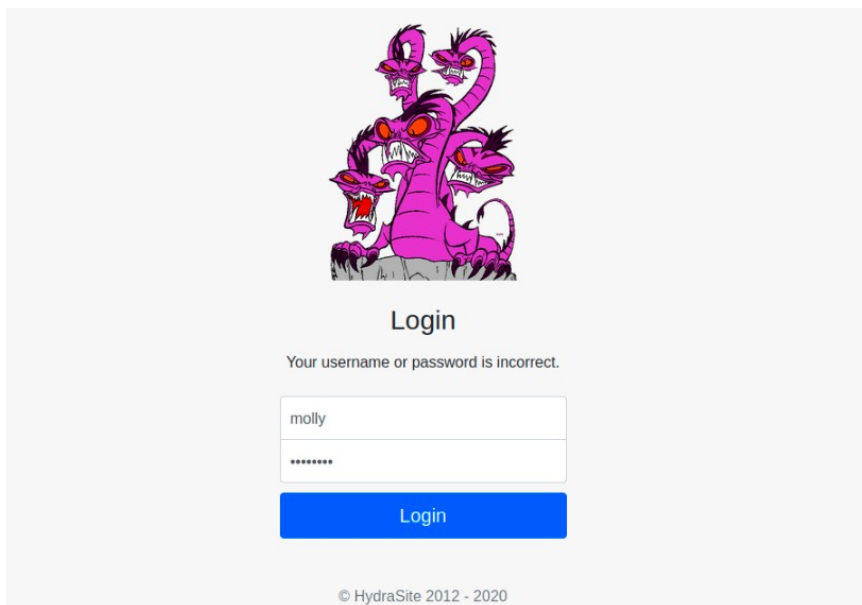 Login
Your username or password is incorrect.
molly
••••••••
Login
© HydraSite 2012 - 2020